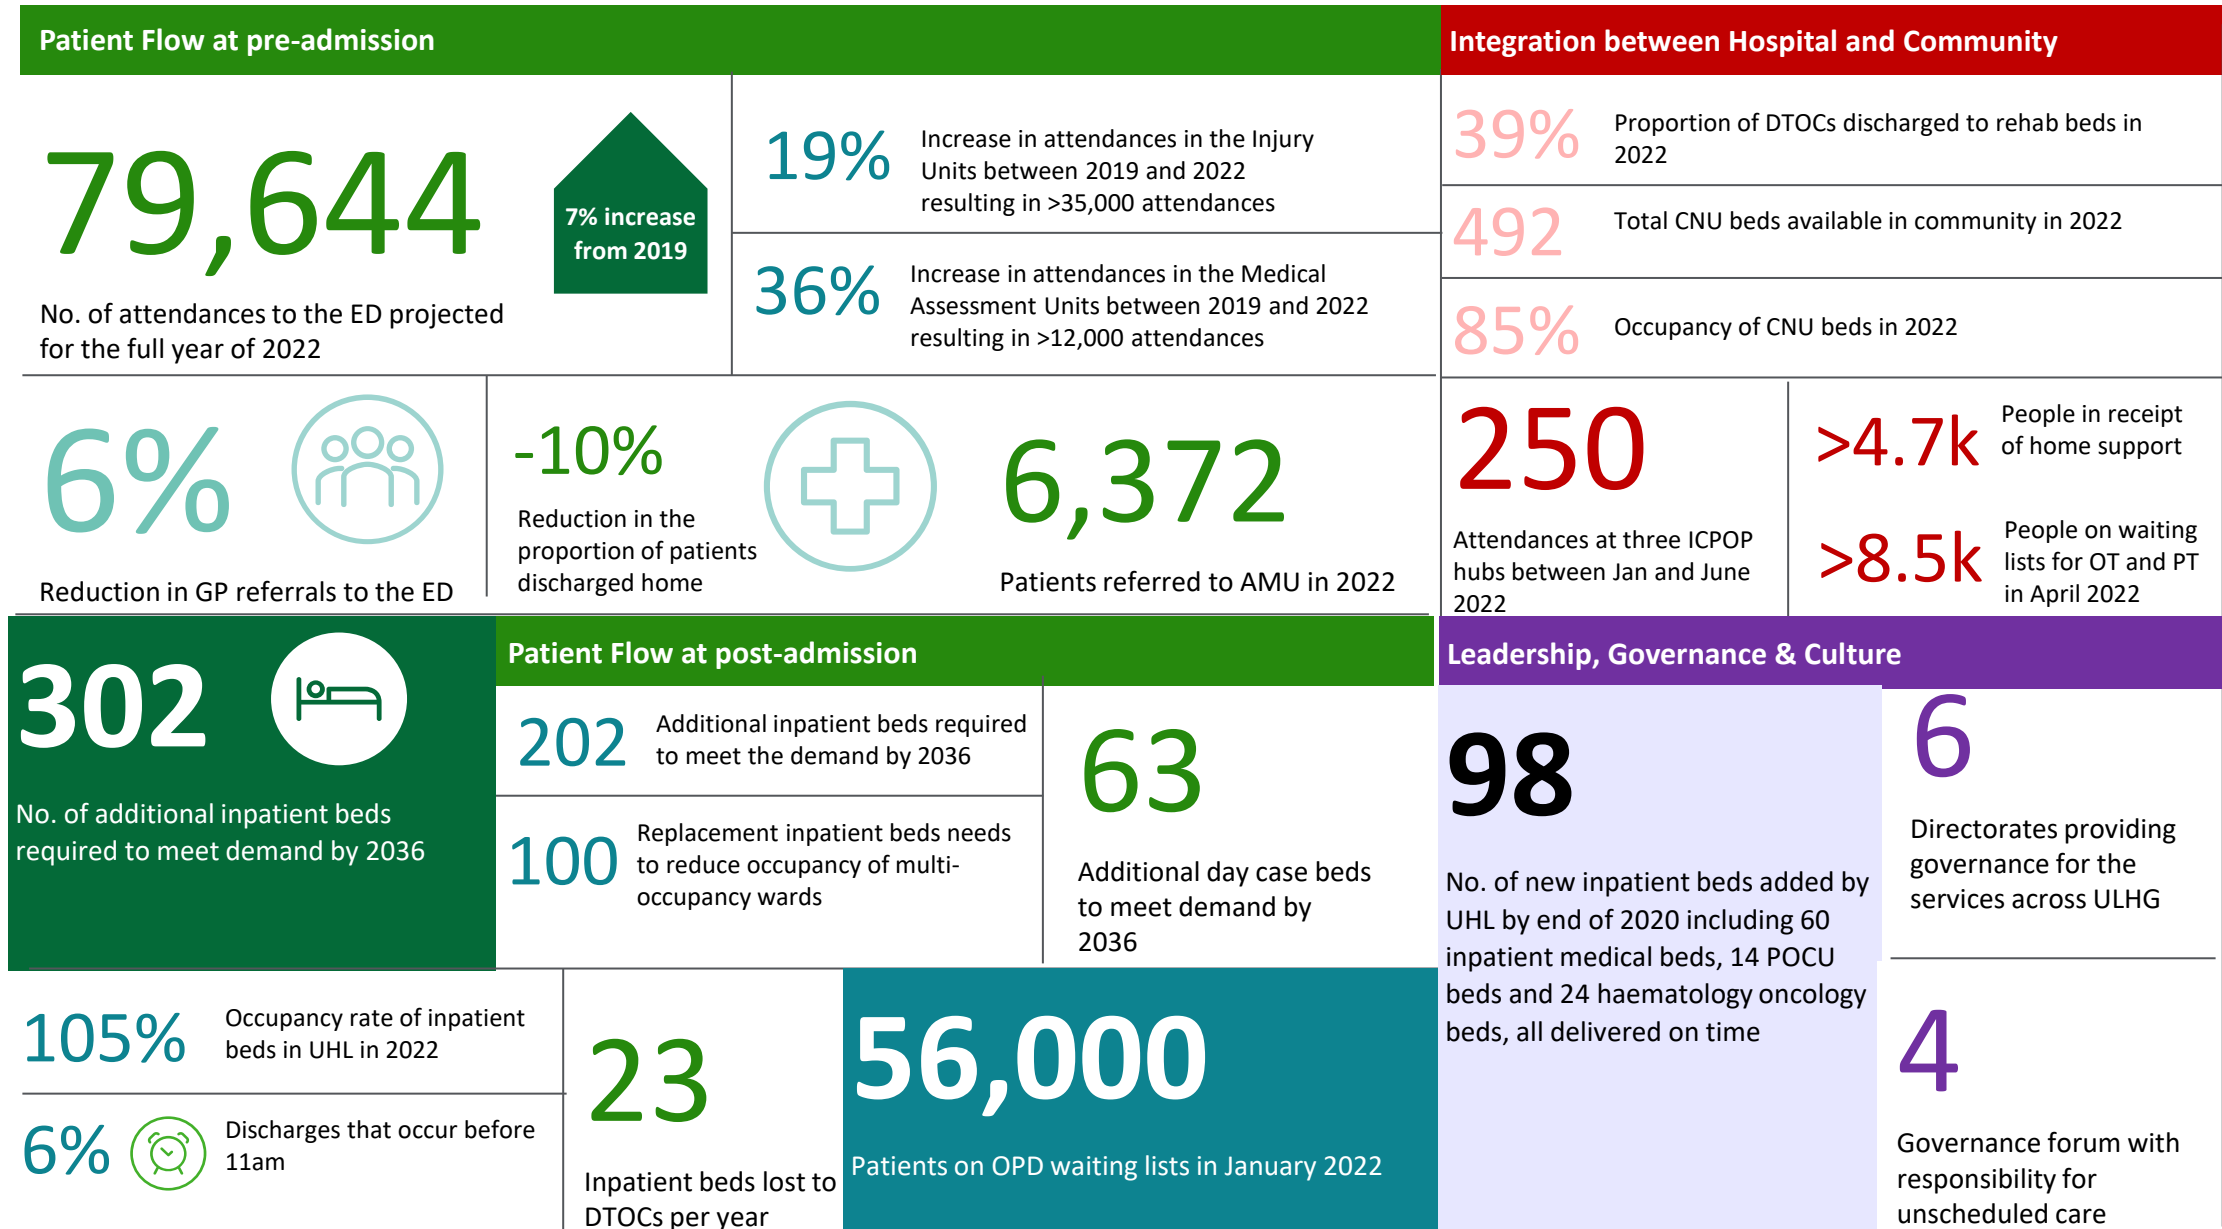 Patient Flow at pre-admission
79,644
No. of attendances to the ED projected
for the full year of 2022
7% increase
from 2019
19%
Increase in attendances in the Injury
Units between 2019 and 2022
resulting in >35,000 attendances
36%
Increase in attendances in the Medical
Assessment Units between 2019 and 2022
resulting in >12,000 attendances
6%
Reduction in GP referrals to the ED
-10%
Reduction in the
proportion of patients
discharged home
6,372
Patients referred to AMU in 2022
Integration between Hospital and Community
39%
Proportion of DTOCs discharged to rehab beds in
2022
492
Total CNU beds available in community in 2022
85%
Occupancy of CNU beds in 2022
250
Attendances at three ICPOP
hubs between Jan and June
2022
>4.7k
People in receipt
of home support
>8.5k
People on waiting
lists for OT and PT
in April 2022
302
No. of additional inpatient beds
required to meet demand by 2036
Patient Flow at post-admission
202
Additional inpatient beds required
to meet the demand by 2036
100
Replacement inpatient beds needs
to reduce occupancy of multi-
occupancy wards
63
Additional day case beds
to meet demand by
2036
105%
Occupancy rate of inpatient
beds in UHL in 2022
6%
Discharges that occur before
11am
23
Inpatient beds lost to
DTOCs per year
56,000
Patients on OPD waiting lists in January 2022
Leadership, Governance & Culture
98
No. of new inpatient beds added by
UHL by end of 2020 including 60
inpatient medical beds, 14 POCU
beds and 24 haematology oncology
beds, all delivered on time
6
Directorates providing
governance for the
services across ULHG
4
Governance forum with
responsibility for
unscheduled care